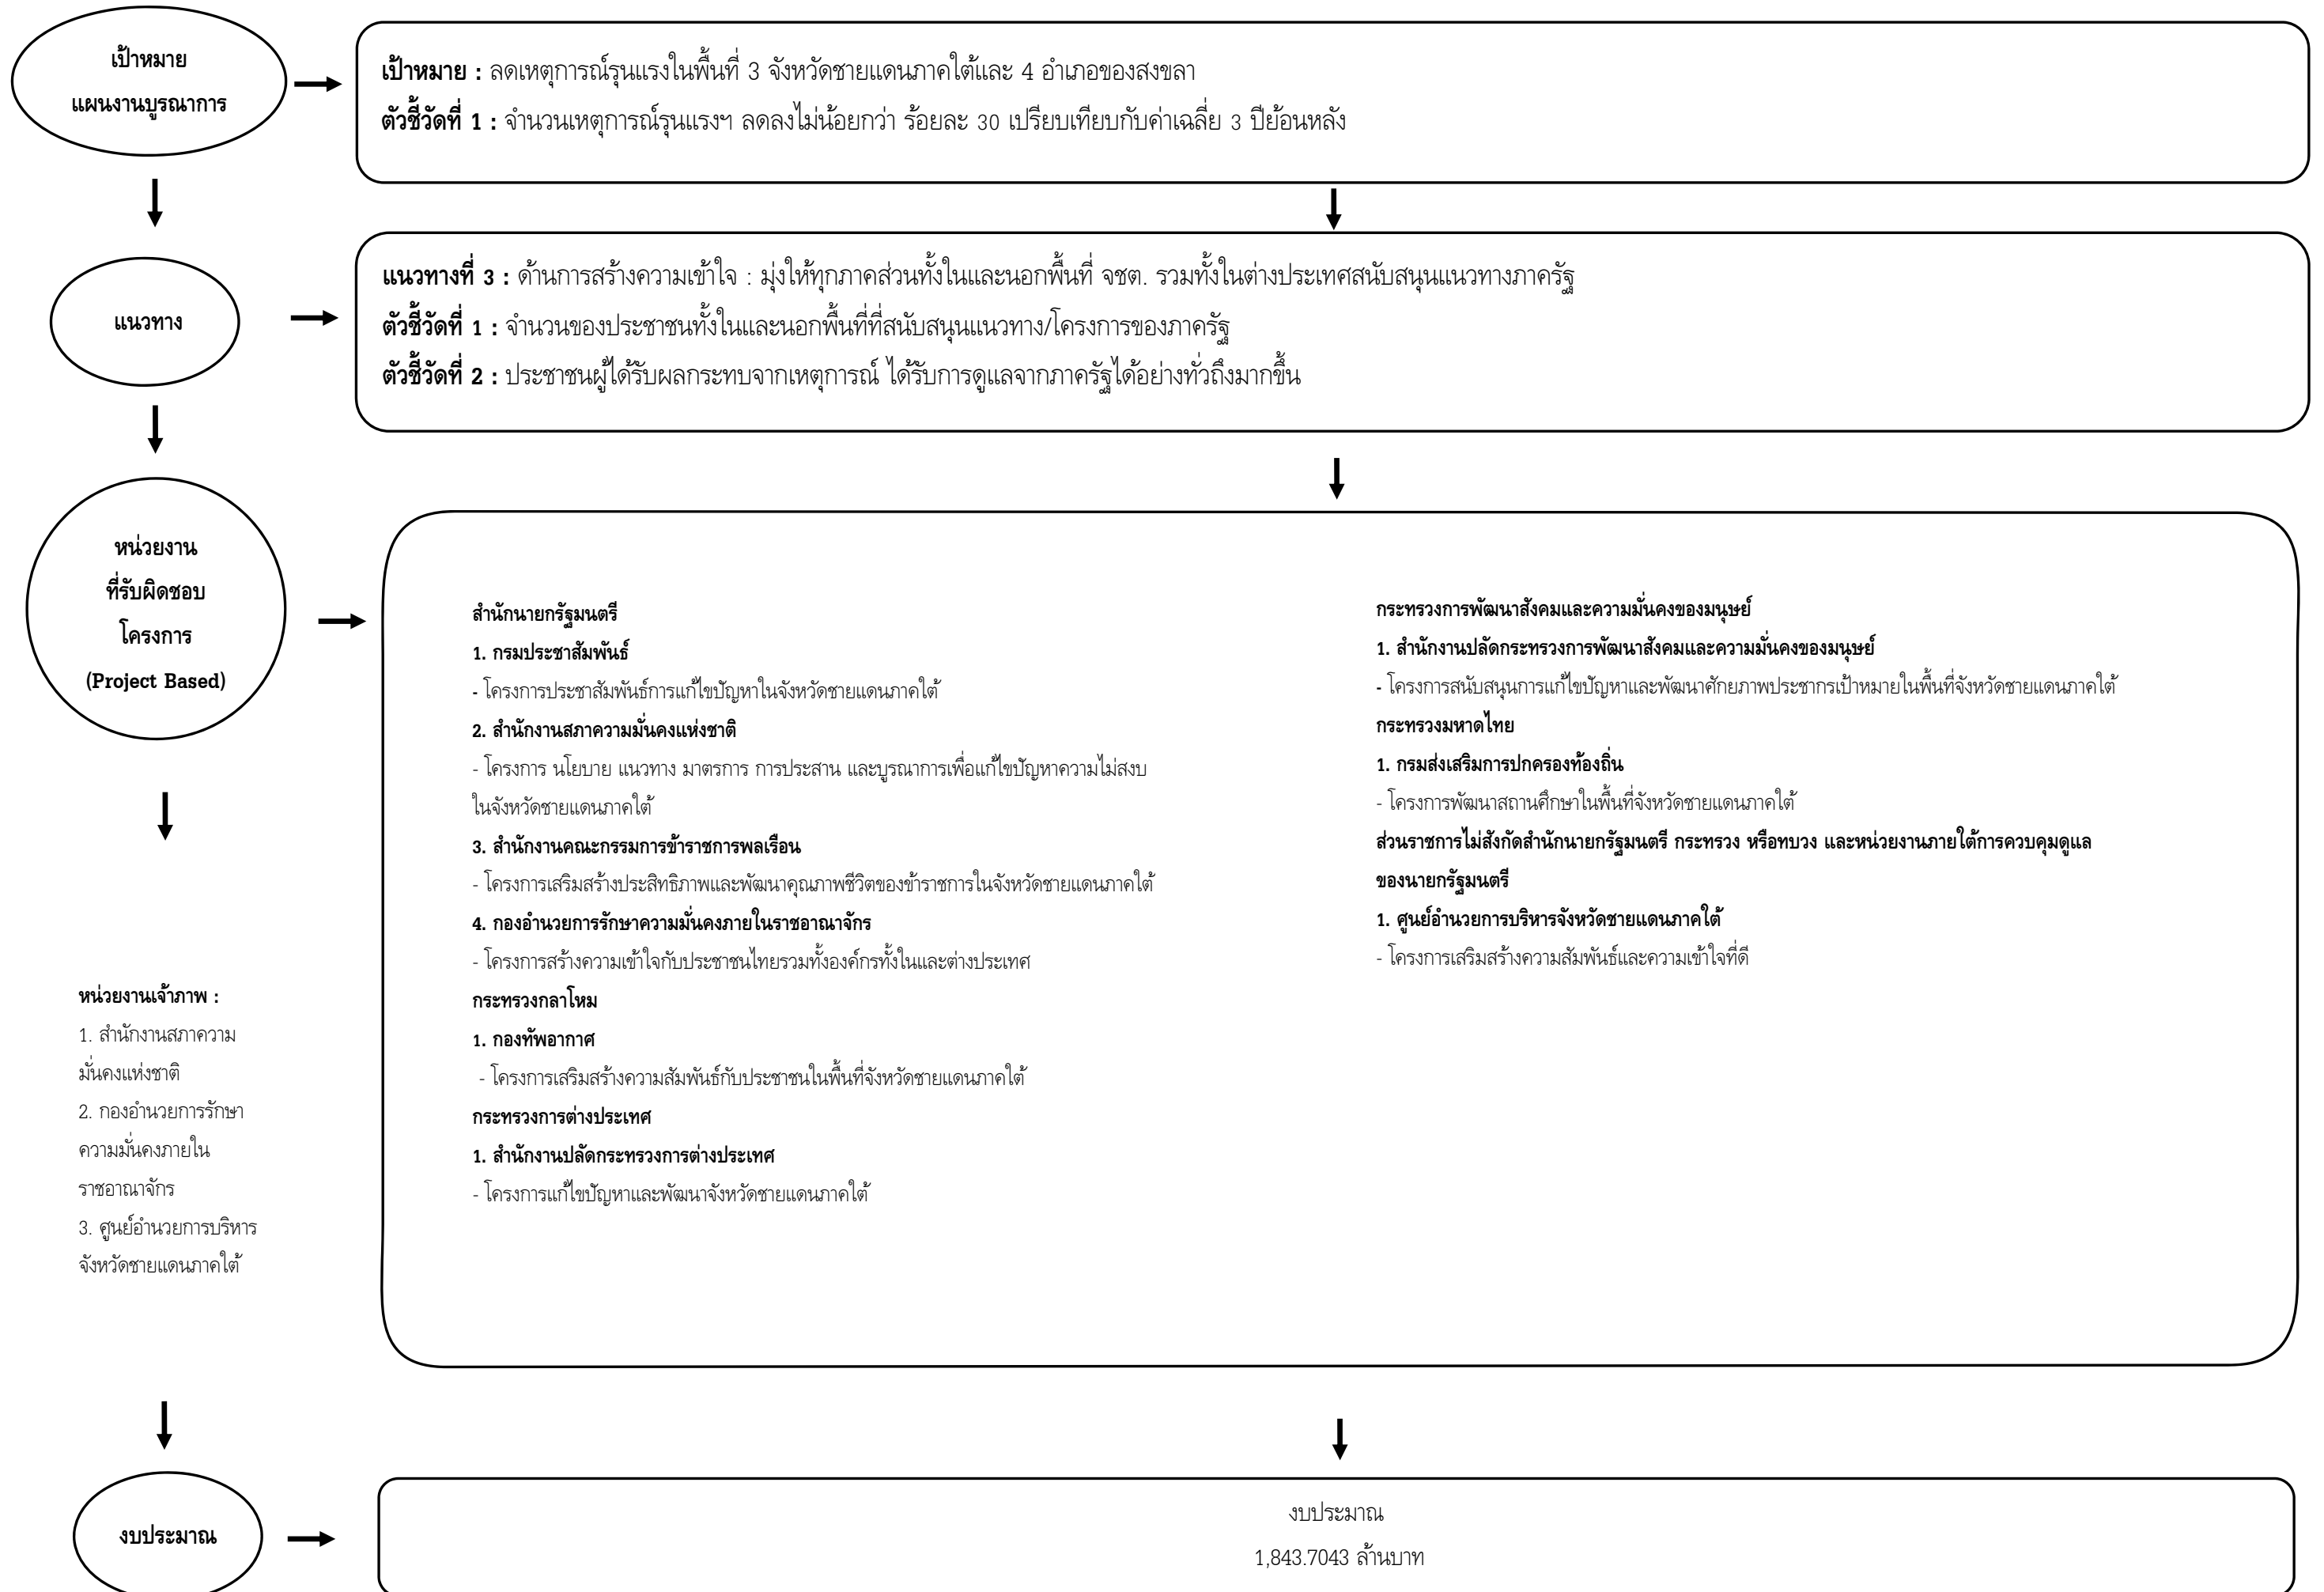 เป้าหมาย
แผนงานบูรณาการ
เป้าหมาย : ลดเหตุการณ์รุนแรงในพื้นที่ 3 จังหวัดชายแดนภาคใต้และ 4 อำเภอของสงขลา
ตัวชี้วัดที่ 1 : จำนวนเหตุการณ์รุนแรงฯ ลดลงไม่น้อยกว่า ร้อยละ 30 เปรียบเทียบกับค่าเฉลี่ย 3 ปีย้อนหลัง
แนวทาง
แนวทางที่ 3 : ด้านการสร้างความเข้าใจ : มุ่งให้ทุกภาคส่วนทั้งในและนอกพื้นที่ จชต. รวมทั้งในต่างประเทศสนับสนุนแนวทางภาครัฐ
ตัวชี้วัดที่ 1 : จำนวนของประชาชนทั้งในและนอกพื้นที่ที่สนับสนุนแนวทาง/โครงการของภาครัฐ
ตัวชี้วัดที่ 2 : ประชาชนผู้ได้รับผลกระทบจากเหตุการณ์ ได้รับการดูแลจากภาครัฐได้อย่างทั่วถึงมากขึ้น
หน่วยงาน
ที่รับผิดชอบ
โครงการ
(Project Based)
สำนักนายกรัฐมนตรี
1. กรมประชาสัมพันธ์
- โครงการประชาสัมพันธ์การแก้ไขปัญหาในจังหวัดชายแดนภาคใต้
2. สำนักงานสภาความมั่นคงแห่งชาติ
- โครงการ นโยบาย แนวทาง มาตรการ การประสาน และบูรณาการเพื่อแก้ไขปัญหาความไม่สงบ
ในจังหวัดชายแดนภาคใต้
3. สำนักงานคณะกรรมการข้าราชการพลเรือน
- โครงการเสริมสร้างประสิทธิภาพและพัฒนาคุณภาพชีวิตของข้าราชการในจังหวัดชายแดนภาคใต้
4. กองอำนวยการรักษาความมั่นคงภายในราชอาณาจักร
- โครงการสร้างความเข้าใจกับประชาชนไทยรวมทั้งองค์กรทั้งในและต่างประเทศ
กระทรวงกลาโหม
1. กองทัพอากาศ
- โครงการเสริมสร้างความสัมพันธ์กับประชาชนในพื้นที่จังหวัดชายแดนภาคใต้
กระทรวงการต่างประเทศ
1. สำนักงานปลัดกระทรวงการต่างประเทศ
- โครงการแก้ไขปัญหาและพัฒนาจังหวัดชายแดนภาคใต้
กระทรวงการพัฒนาสังคมและความมั่นคงของมนุษย์
1. สำนักงานปลัดกระทรวงการพัฒนาสังคมและความมั่นคงของมนุษย์
- โครงการสนับสนุนการแก้ไขปัญหาและพัฒนาศักยภาพประชากรเป้าหมายในพื้นที่จังหวัดชายแดนภาคใต้
กระทรวงมหาดไทย
1. กรมส่งเสริมการปกครองท้องถิ่น
- โครงการพัฒนาสถานศึกษาในพื้นที่จังหวัดชายแดนภาคใต้
ส่วนราชการไม่สังกัดสำนักนายกรัฐมนตรี กระทรวง หรือทบวง และหน่วยงานภายใต้การควบคุมดูแล
ของนายกรัฐมนตรี
1. ศูนย์อำนวยการบริหารจังหวัดชายแดนภาคใต้
- โครงการเสริมสร้างความสัมพันธ์และความเข้าใจที่ดี
หน่วยงานเจ้าภาพ :
1. สำนักงานสภาความ
มั่นคงแห่งชาติ
2. กองอำนวยการรักษา
ความมั่นคงภายใน
ราชอาณาจักร
3. ศูนย์อำนวยการบริหาร
จังหวัดชายแดนภาคใต้
งบประมาณ
งบประมาณ
1,843.7043 ล้านบาท